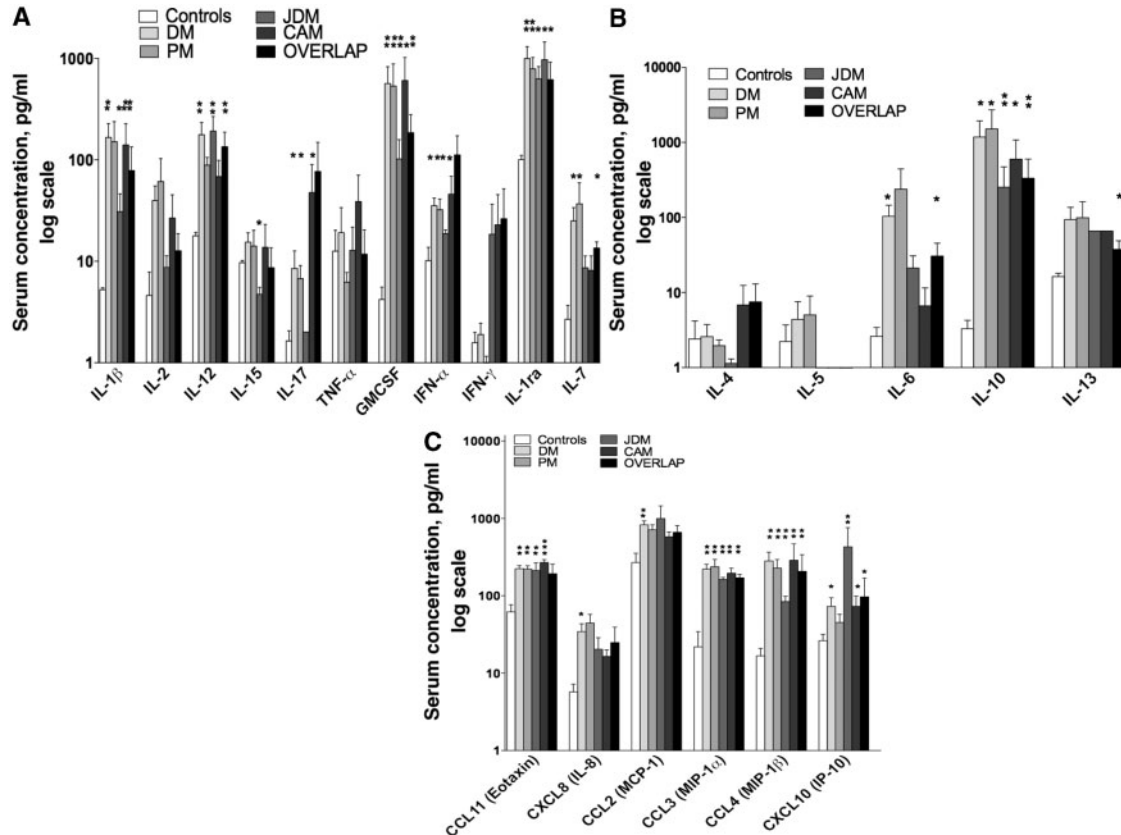 A
Controls
DM
PM
JDM
CAM
OVERLAP
Serum concentration, pg/ml
log scale
1000
100
10
1
IL-1β
IL-2
IL-12
IL-15
IL-17
TNF-α
GMCSF
IFN-α
IFN-γ
IL-1ra
IL-7
B
Controls
DM
PM
JDM
CAM
OVERLAP
Serum concentration, pg/ml
log scale
10000
1000
100
10
1
IL-4
IL-5
IL-6
IL-10
IL-13
C
Controls
DM
PM
JDM
CAM
OVERLAP
Serum concentration, pg/ml
log scale
10000
1000
100
10
1
CCL11 (Eotaxin)
CXCL8 (IL-8)
CCL2 (MCP-1)
CCL3 (MIP-1α)
CCL4 (MIP-1β)
CXCL10 (IP-10)